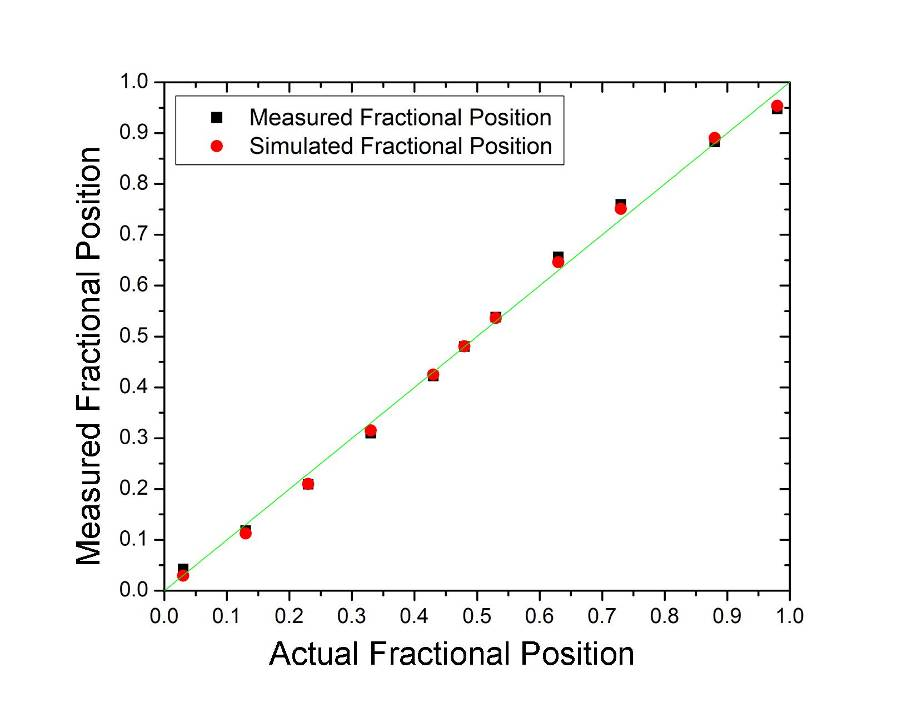 1.0
0.9
0.8
0.7
0.6
0.5
0.4
0.3
0.2
0.1
0.0
Measured Fractional Position
Measured Fractional Position
Simulated Fractional Position
0.0 0.1 0.2 0.3 0.4 0.5 0.6 0.7 0.8 0.9 1.0
Actual Fractional Position